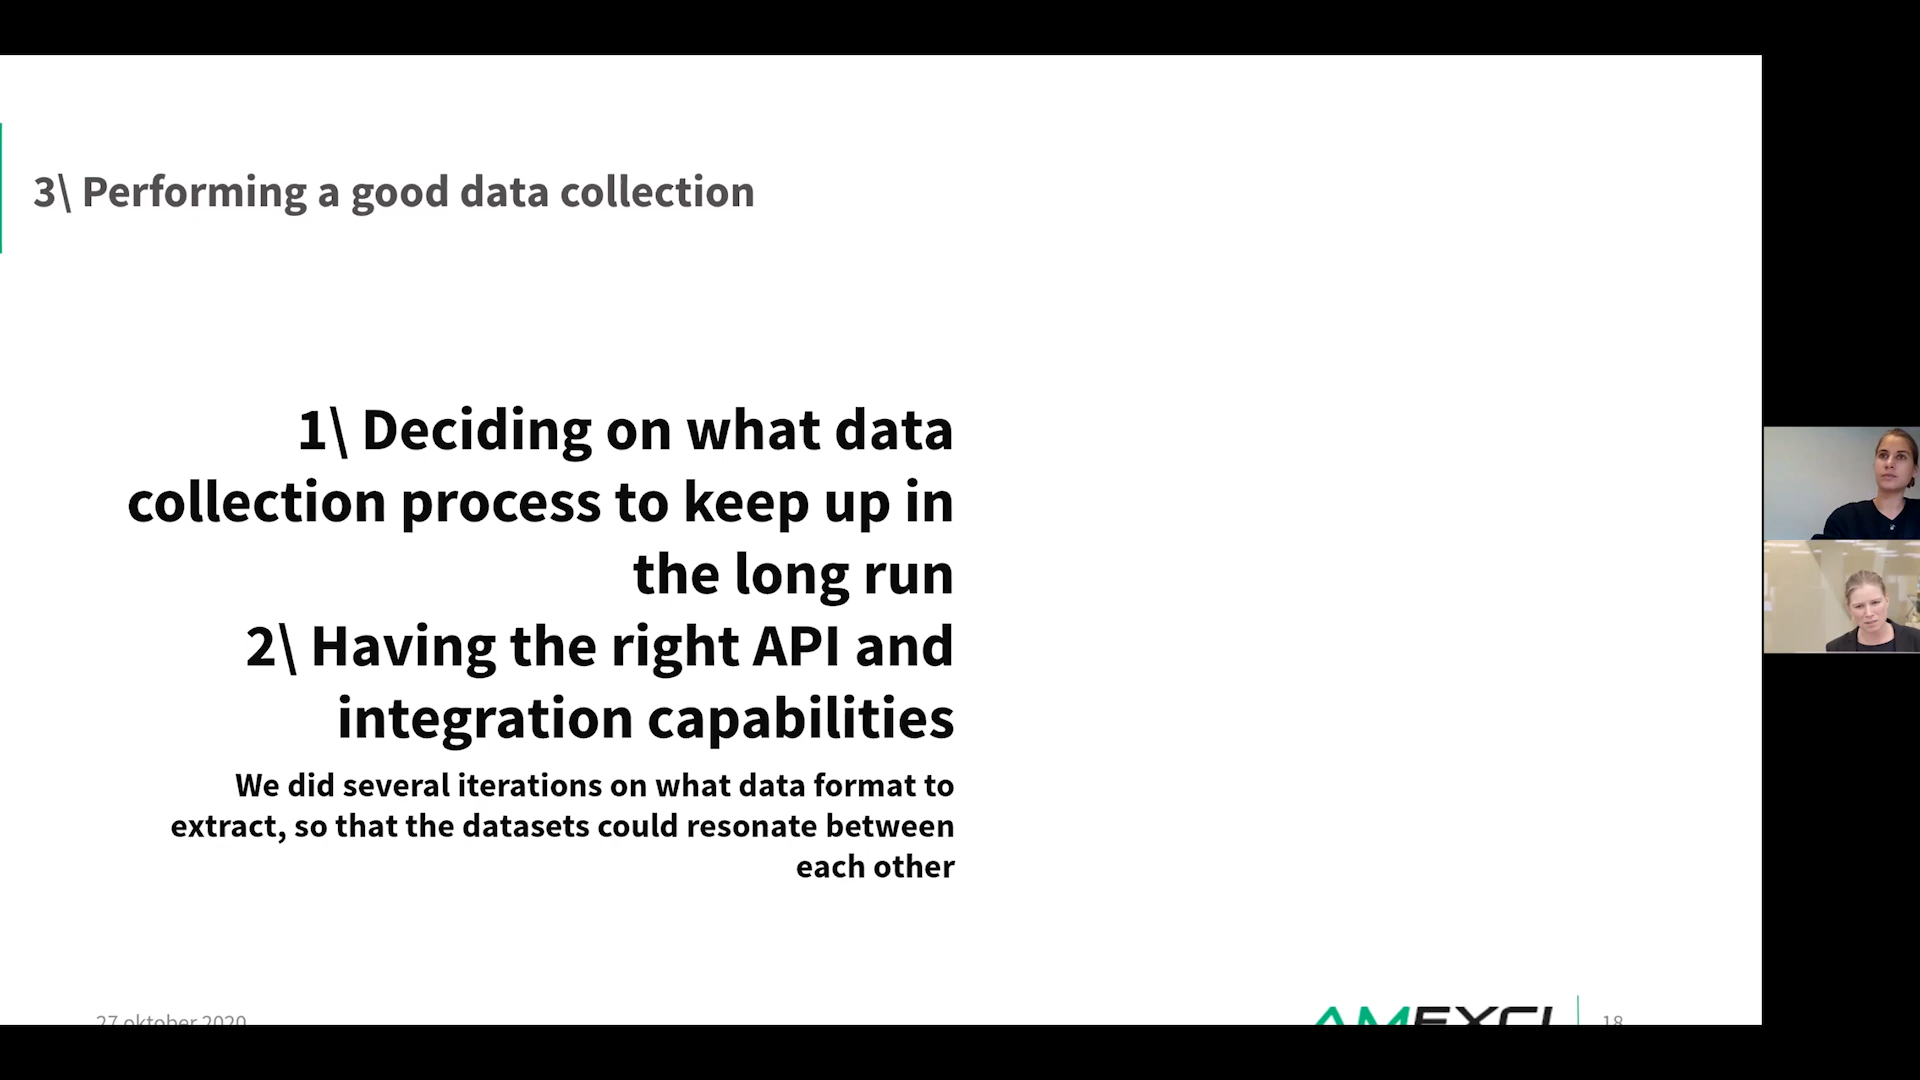 3\ Performing a good data collection
1\ Deciding on what data
collection process to keep up in
the long run
2\ Having the right API and
integration capabilities
We did several iterations on what data format to
extract, so that the datasets could resonate between
each other
27 oktober 2020
AMEXCI
18